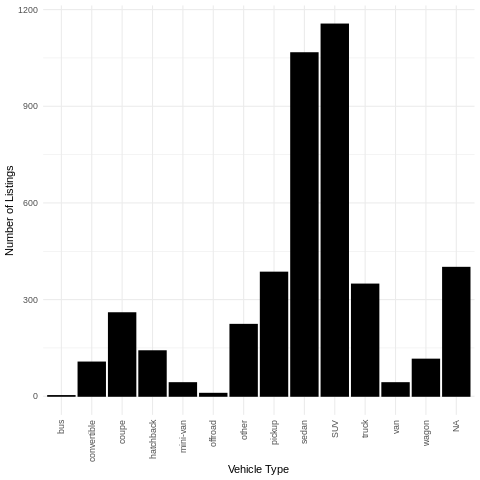 1200
900
600
300
0
Number of Listings
bus
convertible
coupe
hatchback
mini-van
offroad
other
pickup
sedan
SUV
truck
van
wagon
NA
Vehicle Type